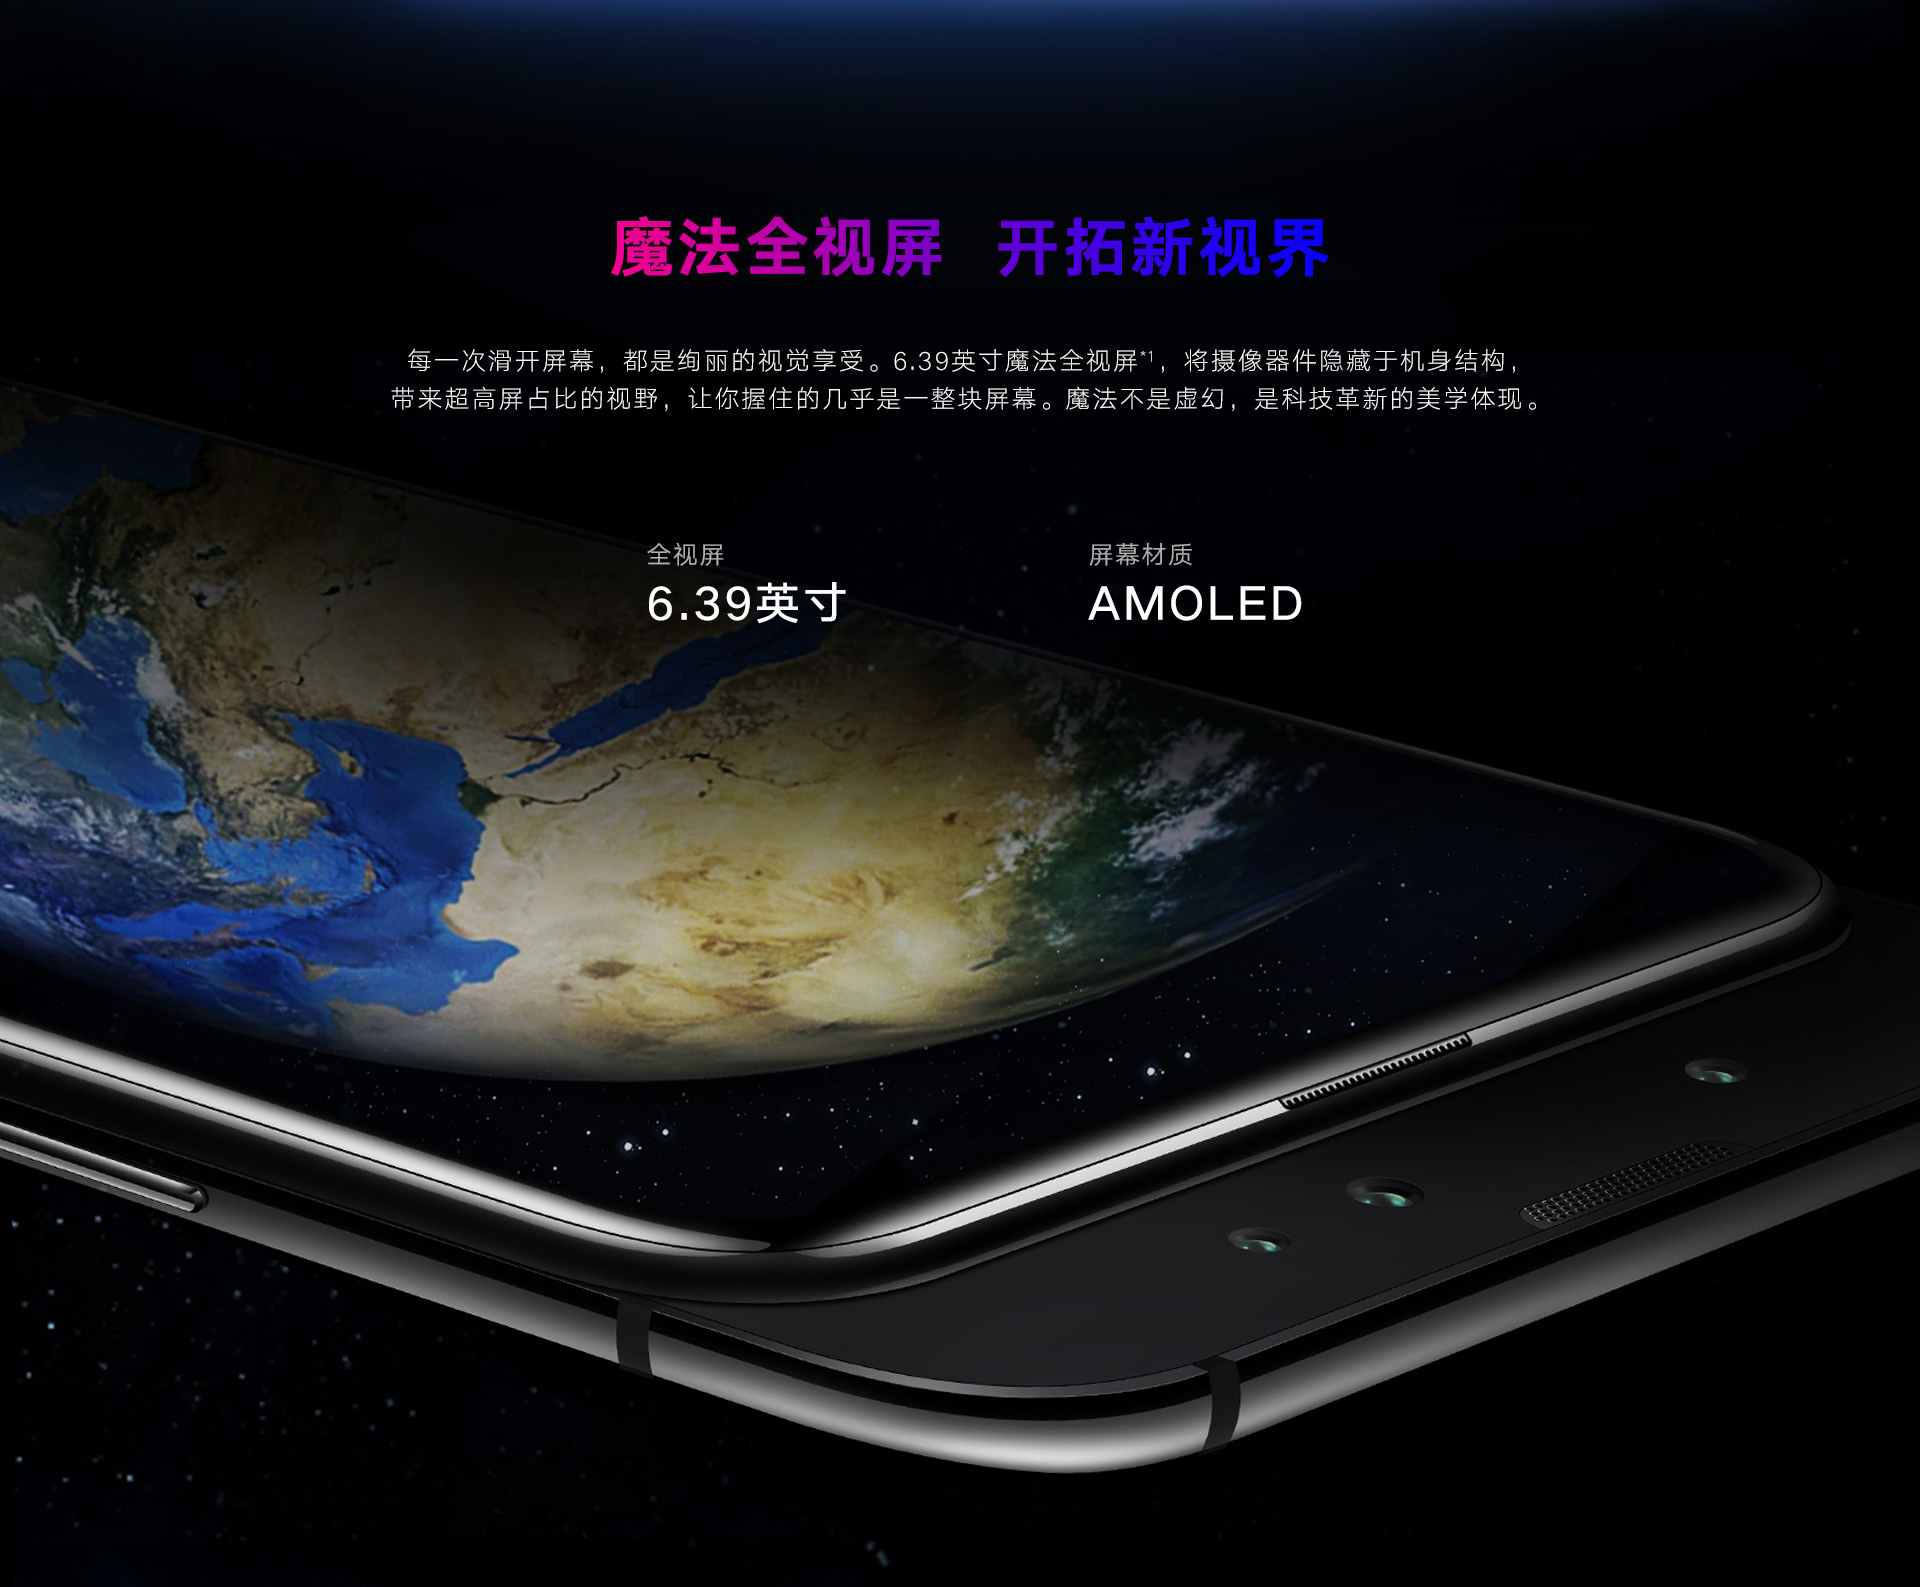 魔法全视屏 开拓新视界
每一次滑开屏幕，都是绚丽的视觉享受。6.39英寸魔法全视屏*1，将摄像器件隐藏于机身结构，
带来超高屏占比的视野，让你握住的几乎是一整块屏幕。魔法不是虚幻，是科技革新的美学体现。
全视屏 屏幕材质
6.39英寸 AMOLED